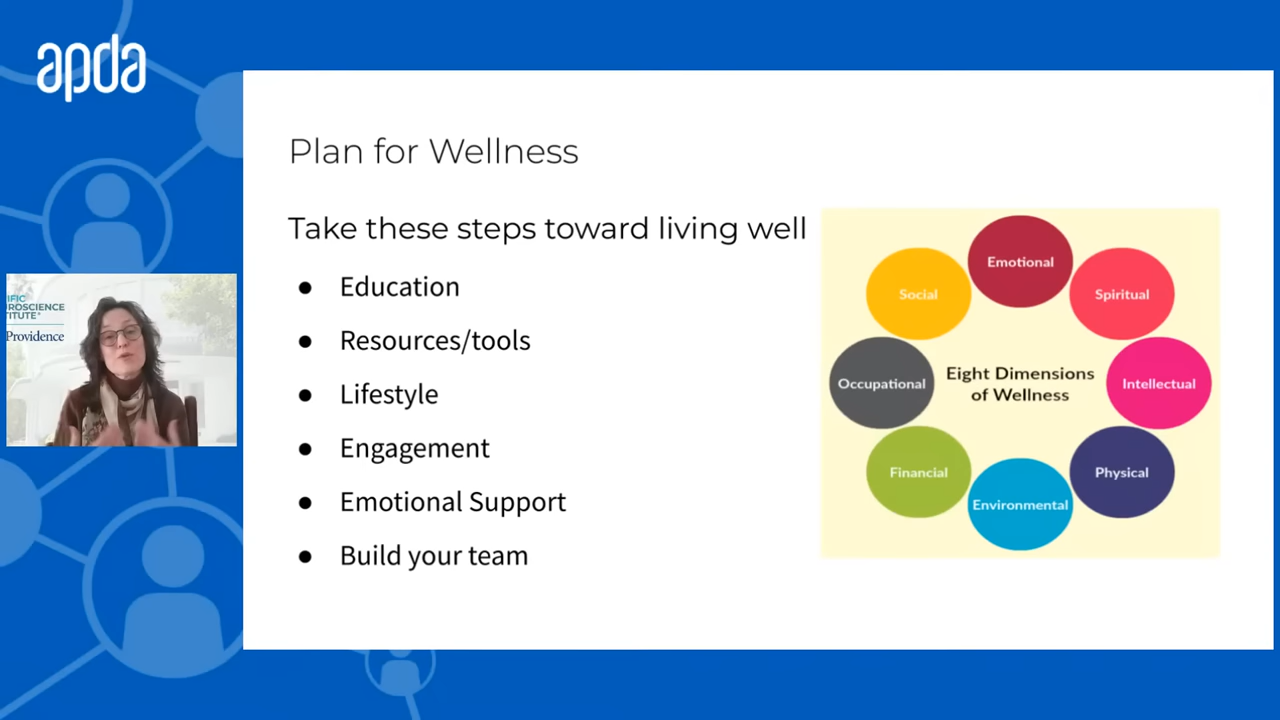 apda
Plan for Wellness
Take these steps toward living well
● Education
● Resources/tools
● Lifestyle
● Engagement
● Emotional Support
● Build your team
Emotional
Social
Spiritual
Occupational
Eight Dimensions
of Wellness
Intellectual
Financial
Physical
Environmental
IFIC
ROSCIENCE
TITUTE
Providence